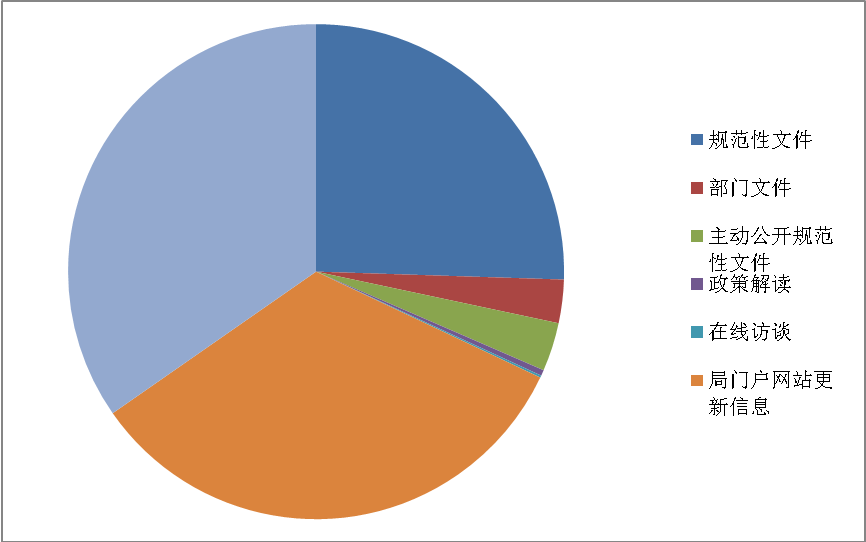 规范性文件
部门文件
主动公开规范
性文件
政策解读
在线访谈
局门户网站更
新信息